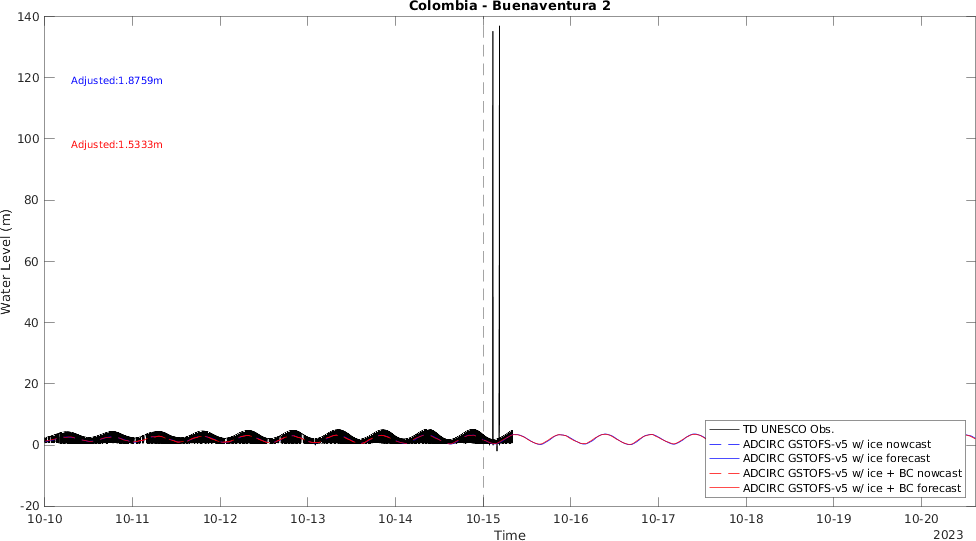 Colombia - Buenaventura 2
140
120
100
80
60
40
20
0
-20
Water Level (m)
Adjusted:1.8759m
Adjusted:1.5333m
TD UNESCO Obs.
ADCIRC GSTOFS-v5 w/ ice nowcast
ADCIRC GSTOFS-v5 w/ ice forecast
ADCIRC GSTOFS-v5 w/ ice + BC nowcast
ADCIRC GSTOFS-v5 w/ ice + BC forecast
10-10 10-11 10-12 10-13 10-14 10-15 10-16 10-17 10-18 10-19 10-20
Time
2023